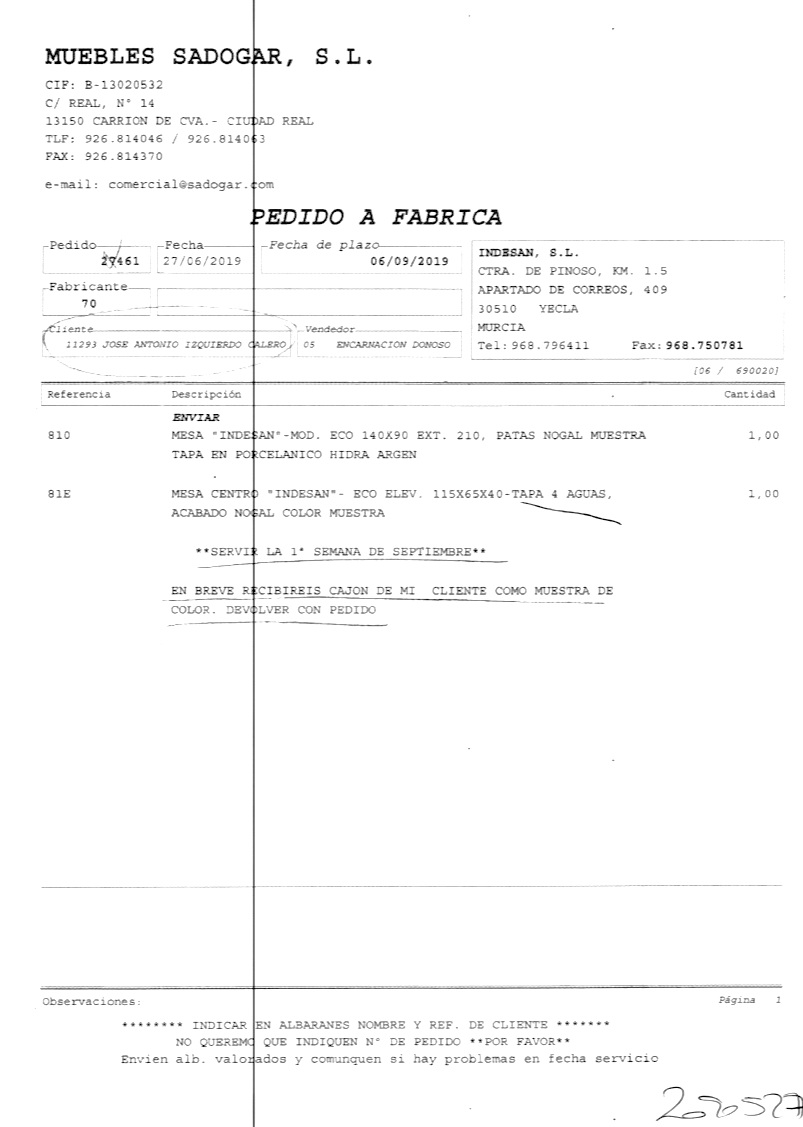 MUEBLES SADOGAR, S.L.
CIF: B-13020532
C/ REAL, Nº 14
13150 CARRION DE CVA.- CIUDAD REAL
TLF: 926.814046 / 926.814063
FAX: 926.814370
e-mail: comercial@sadogar.com
PEDIDO A FABRICA
Pedido Fecha Fecha de plazo
27461 27/06/2019 06/09/2019
Fabricante
70
Cliente Vendedor
11293 JOSE ANTONIO IZQUIERDO CALERO 05 ENCARNACION DONOSO
INDESAN, S.L.
CTRA. DE PINOSO, KM. 1.5
APARTADO DE CORREOS, 409
30510 YECLA
MURCIA
Tel: 968.796411 Fax: 968.750781
[06 / 690020]
Referencia Descripción Cantidad
ENVIAR
810 MESA "INDESAN"-MOD. ECO 140X90 EXT. 210, PATAS NOGAL MUESTRA 1,00
TAPA EN PORCELANICO HIDRA ARGEN
81E MESA CENTRO "INDESAN"- ECO ELEV. 115X65X40-TAPA 4 AGUAS, 1,00
ACABADO NOGAL COLOR MUESTRA
**SERVIR LA 1ª SEMANA DE SEPTIEMBRE**
EN BREVE RECIBIREIS CAJON DE MI CLIENTE COMO MUESTRA DE
COLOR. DEVOLVER CON PEDIDO
Observaciones: Página 1
******** INDICAR EN ALBARANES NOMBRE Y REF. DE CLIENTE *******
NO QUEREMO QUE INDIQUEN Nº DE PEDIDO **POR FAVOR**
Envien alb. valorados y comunquen si hay problemas en fecha servicio